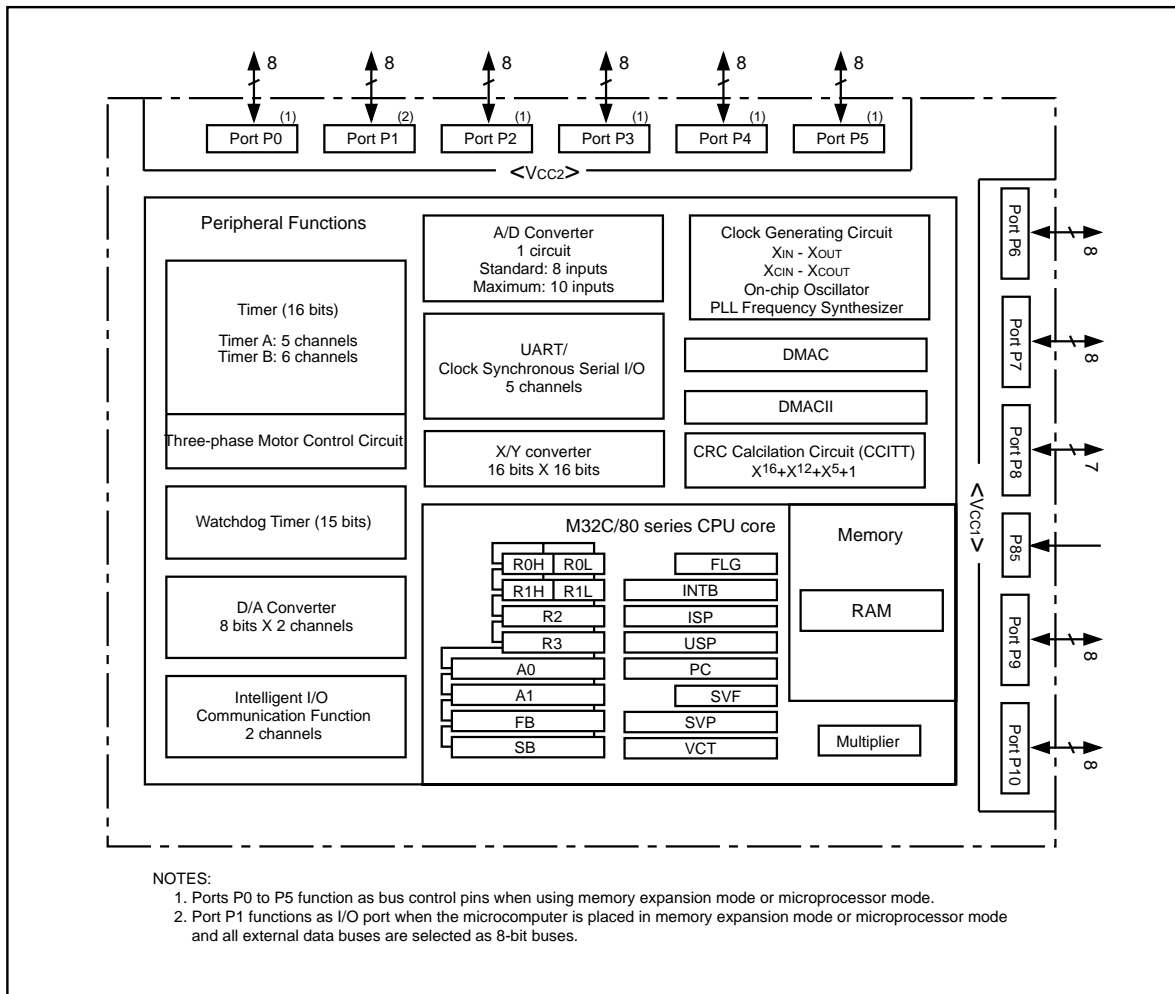 8 8 8 8 8 8
(1) (2) (1) (1) (1) (1)
Port P0 Port P1 Port P2 Port P3 Port P4 Port P5
<VCC2>
Peripheral Functions
Timer (16 bits)
Timer A: 5 channels
Timer B: 6 channels
Three-phase Motor Control Circuit
Watchdog Timer (15 bits)
D/A Converter
8 bits X 2 channels
Intelligent I/O
Communication Function
2 channels
A/D Converter
1 circuit
Standard: 8 inputs
Maximum: 10 inputs
UART/
Clock Synchronous Serial I/O
5 channels
X/Y converter
16 bits X 16 bits
Clock Generating Circuit
XIN - XOUT
XCIN - XCOUT
On-chip Oscillator
PLL Frequency Synthesizer
DMAC
DMACII
CRC Calcilation Circuit (CCITT)
X16+X12+X5+1
M32C/80 series CPU core
R0H R0L
R1H R1L
R2
R3
A0
A1
FB
SB
FLG
INTB
ISP
USP
PC
SVF
SVP
VCT
Memory
RAM
Multiplier
<VCC1>
Port P6
8
Port P7
8
Port P8
7
P85
Port P9
8
Port P10
8
NOTES:
1. Ports P0 to P5 function as bus control pins when using memory expansion mode or microprocessor mode.
2. Port P1 functions as I/O port when the microcomputer is placed in memory expansion mode or microprocessor mode
and all external data buses are selected as 8-bit buses.